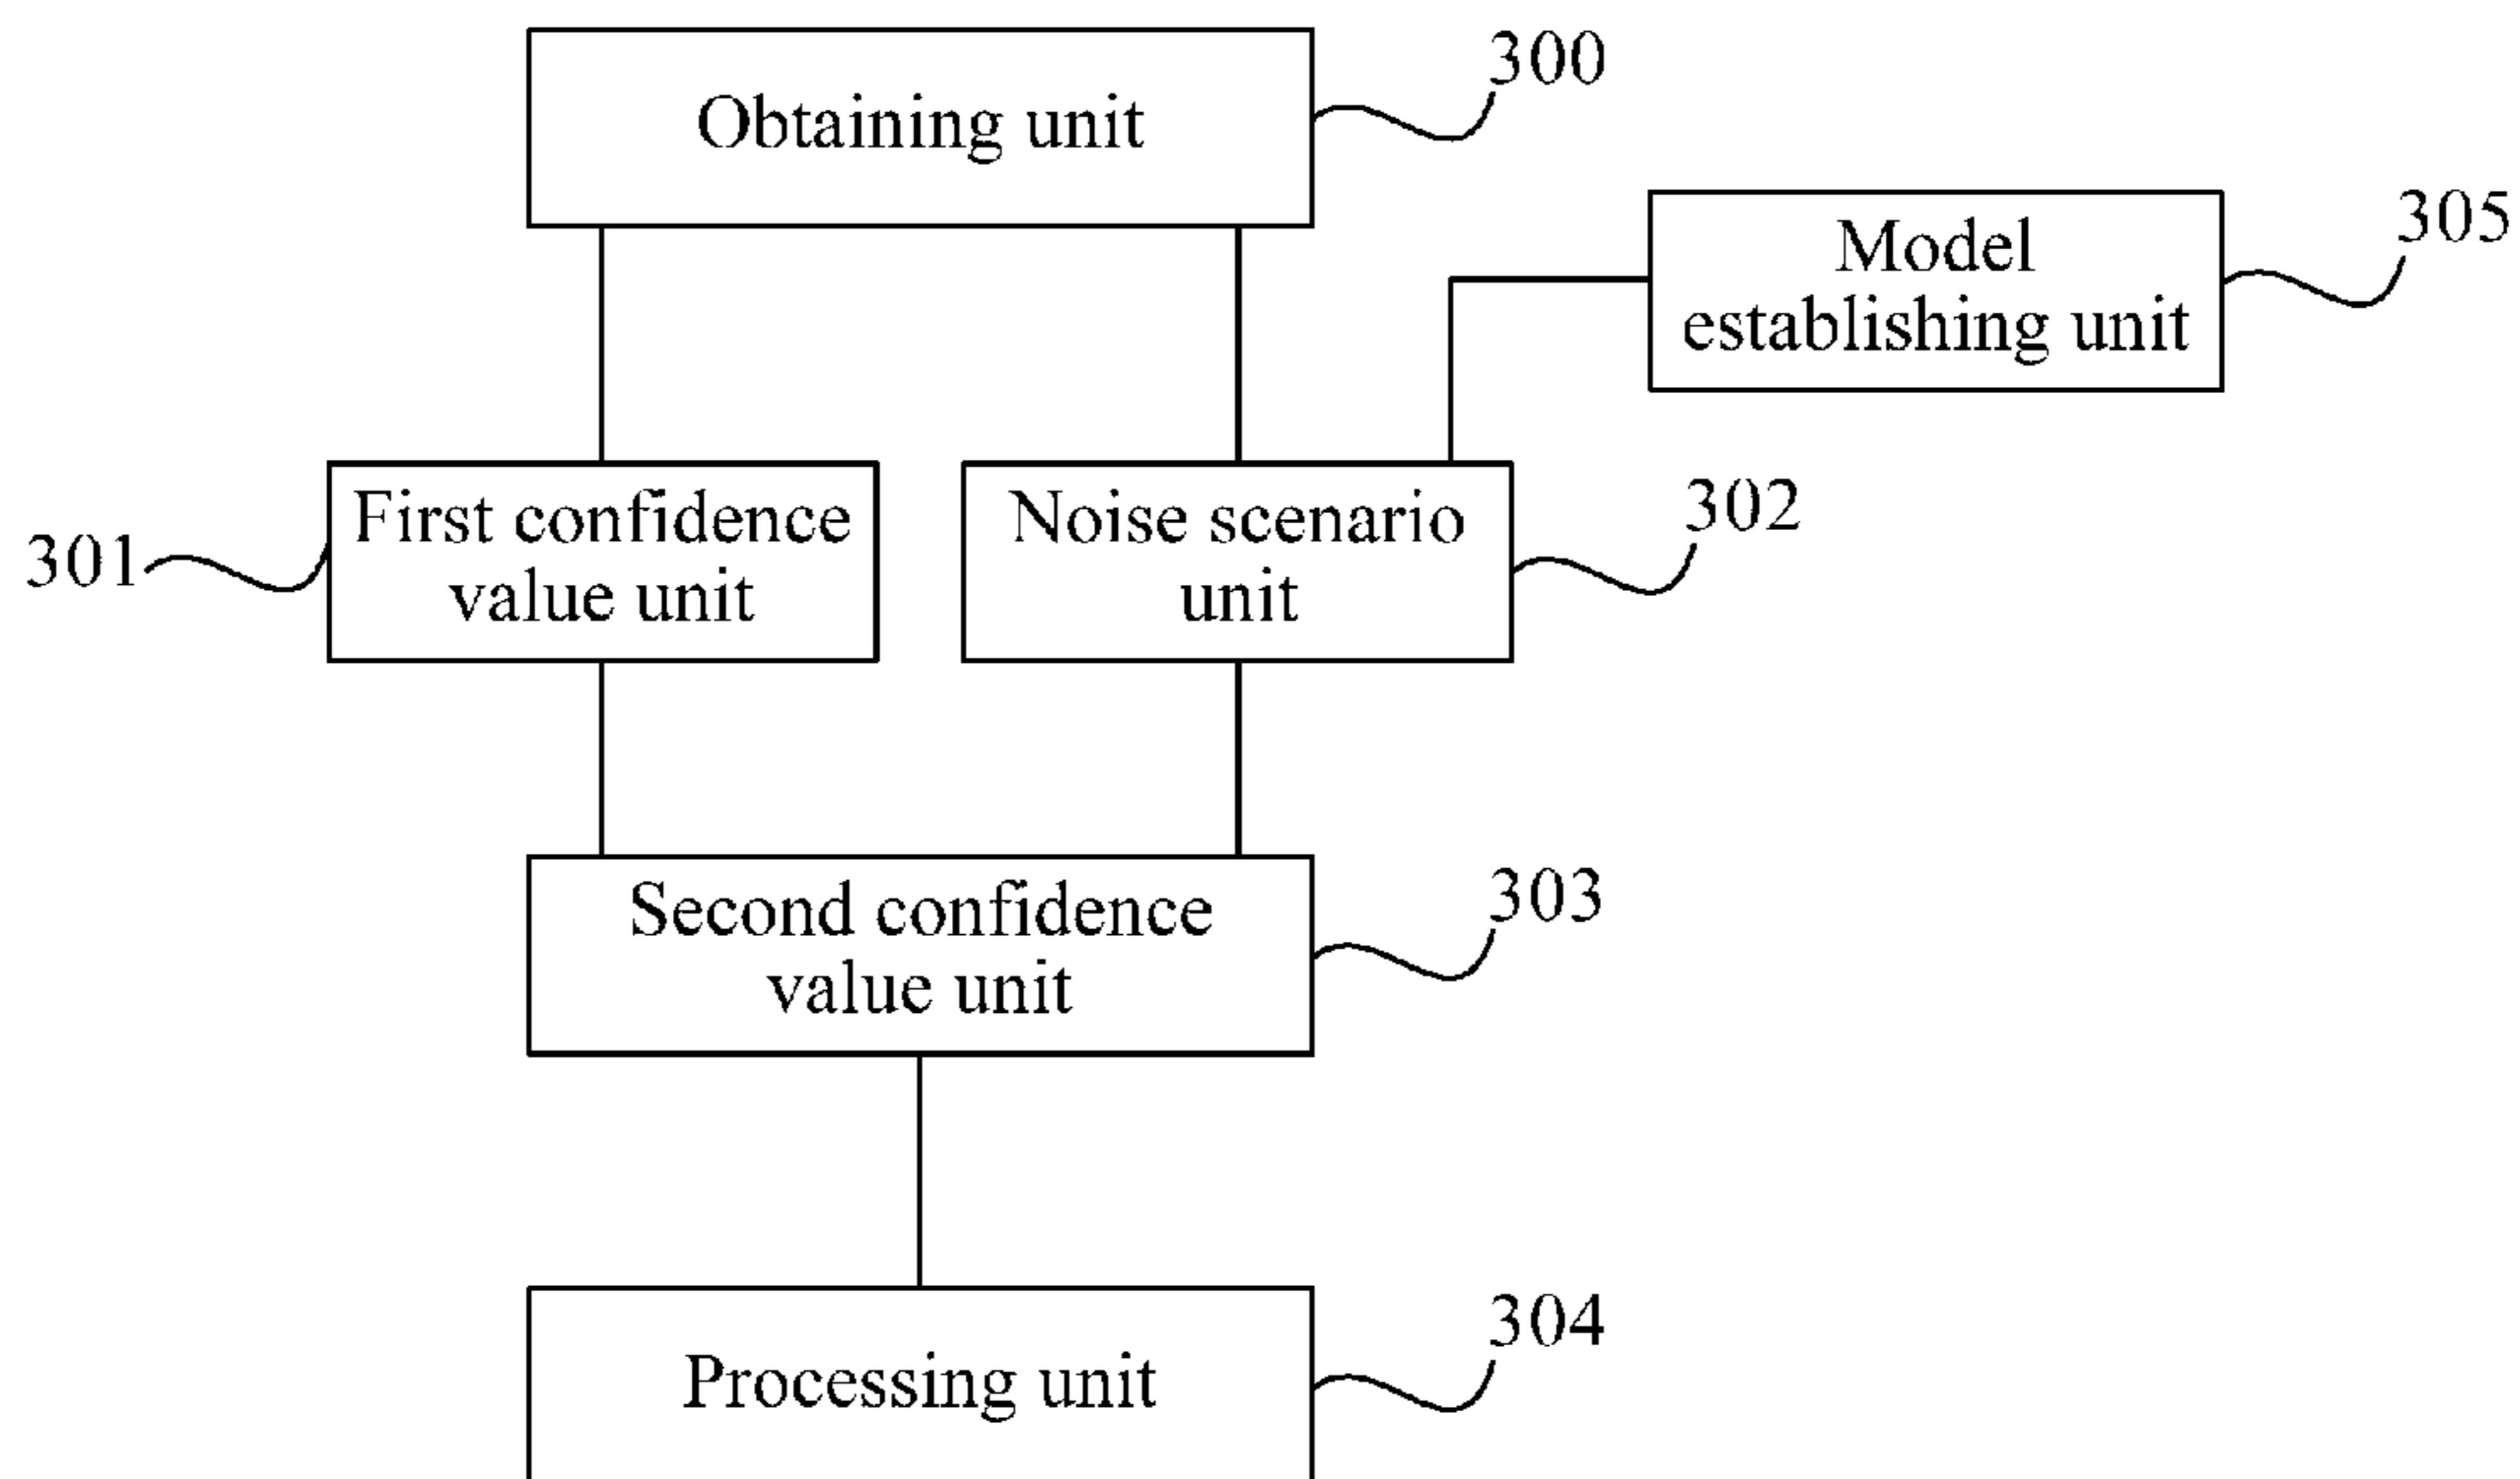 Obtaining unit
300
Model
establishing unit
305
First confidence
value unit
301
Noise scenario
unit
302
Second confidence
value unit
303
Processing unit
304